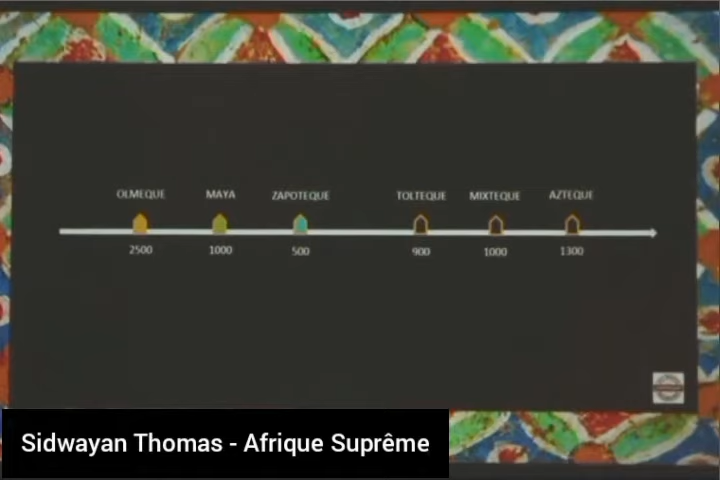 OLMEQUE MAYA ZAPOTEQUE TOLTEQUE MIXTEQUE AZTEQUE
2500 1000 500 900 1000 1300
Sidwayan Thomas - Afrique Suprême